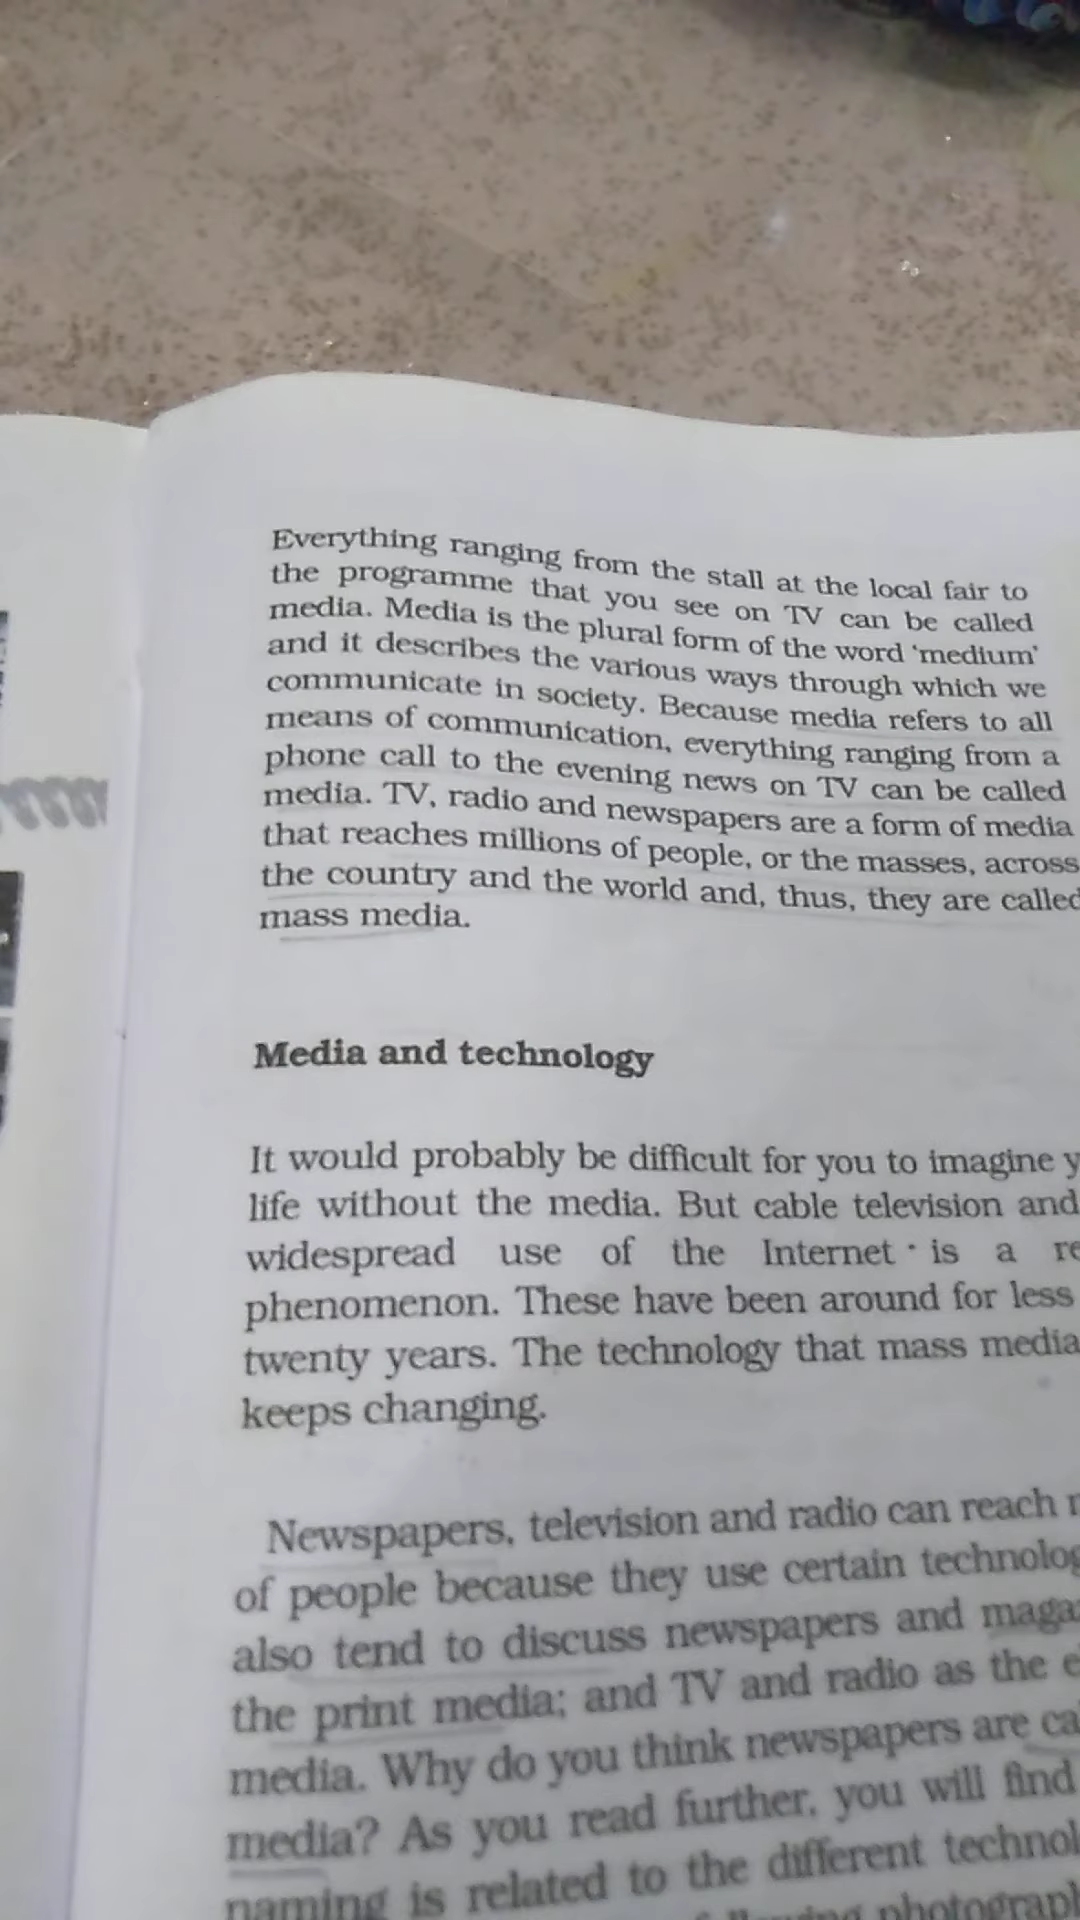 Everything ranging from the stall at the local fair to
the programme that you see on TV can be called
media. Media is the plural form of the word 'medium'
and it describes the various ways through which we
communicate in society. Because media refers to all
means of communication, everything ranging from a
phone call to the evening news on TV can be called
media. TV, radio and newspapers are a form of media
that reaches millions of people, or the masses, across
the country and the world and, thus, they are called
mass media.
Media and technology
It would probably be difficult for you to imagine
life without the media. But cable television and
widespread use of the Internet is a
phenomenon. These have been around for less
twenty years. The technology that mass media
keeps changing.
Newspapers, television and radio can reach
of people because they use certain
also tend to discuss newspapers and
the print media; and TV and radio as the
media. Why do you think newspapers are
media? As you read further, you will find
naming is related to the different